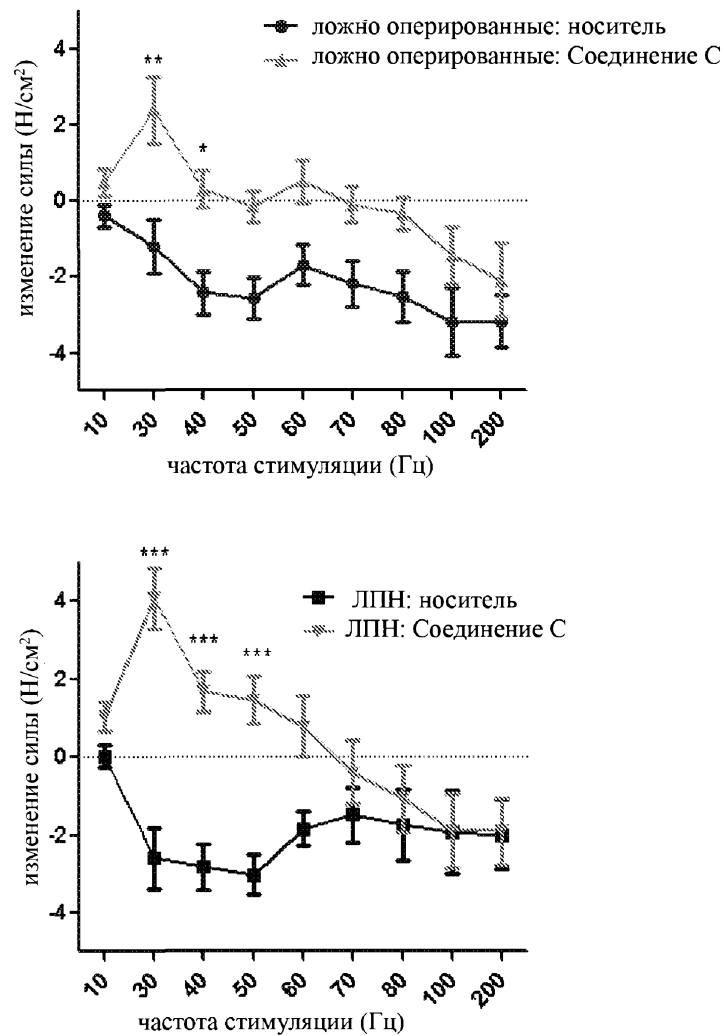 ложно оперированные: носитель
ложно оперированные: Соединение С
изменение силы (Н/см²)
4
2
0
-2
-4
**
*
10 30 40 50 60 70 80 100 200
частота стимуляции (Гц)
ЛПН: носитель
ЛПН: Соединение С
изменение силы (Н/см²)
4
2
0
-2
-4
***
***
***
10 30 40 50 60 70 80 100 200
частота стимуляции (Гц)